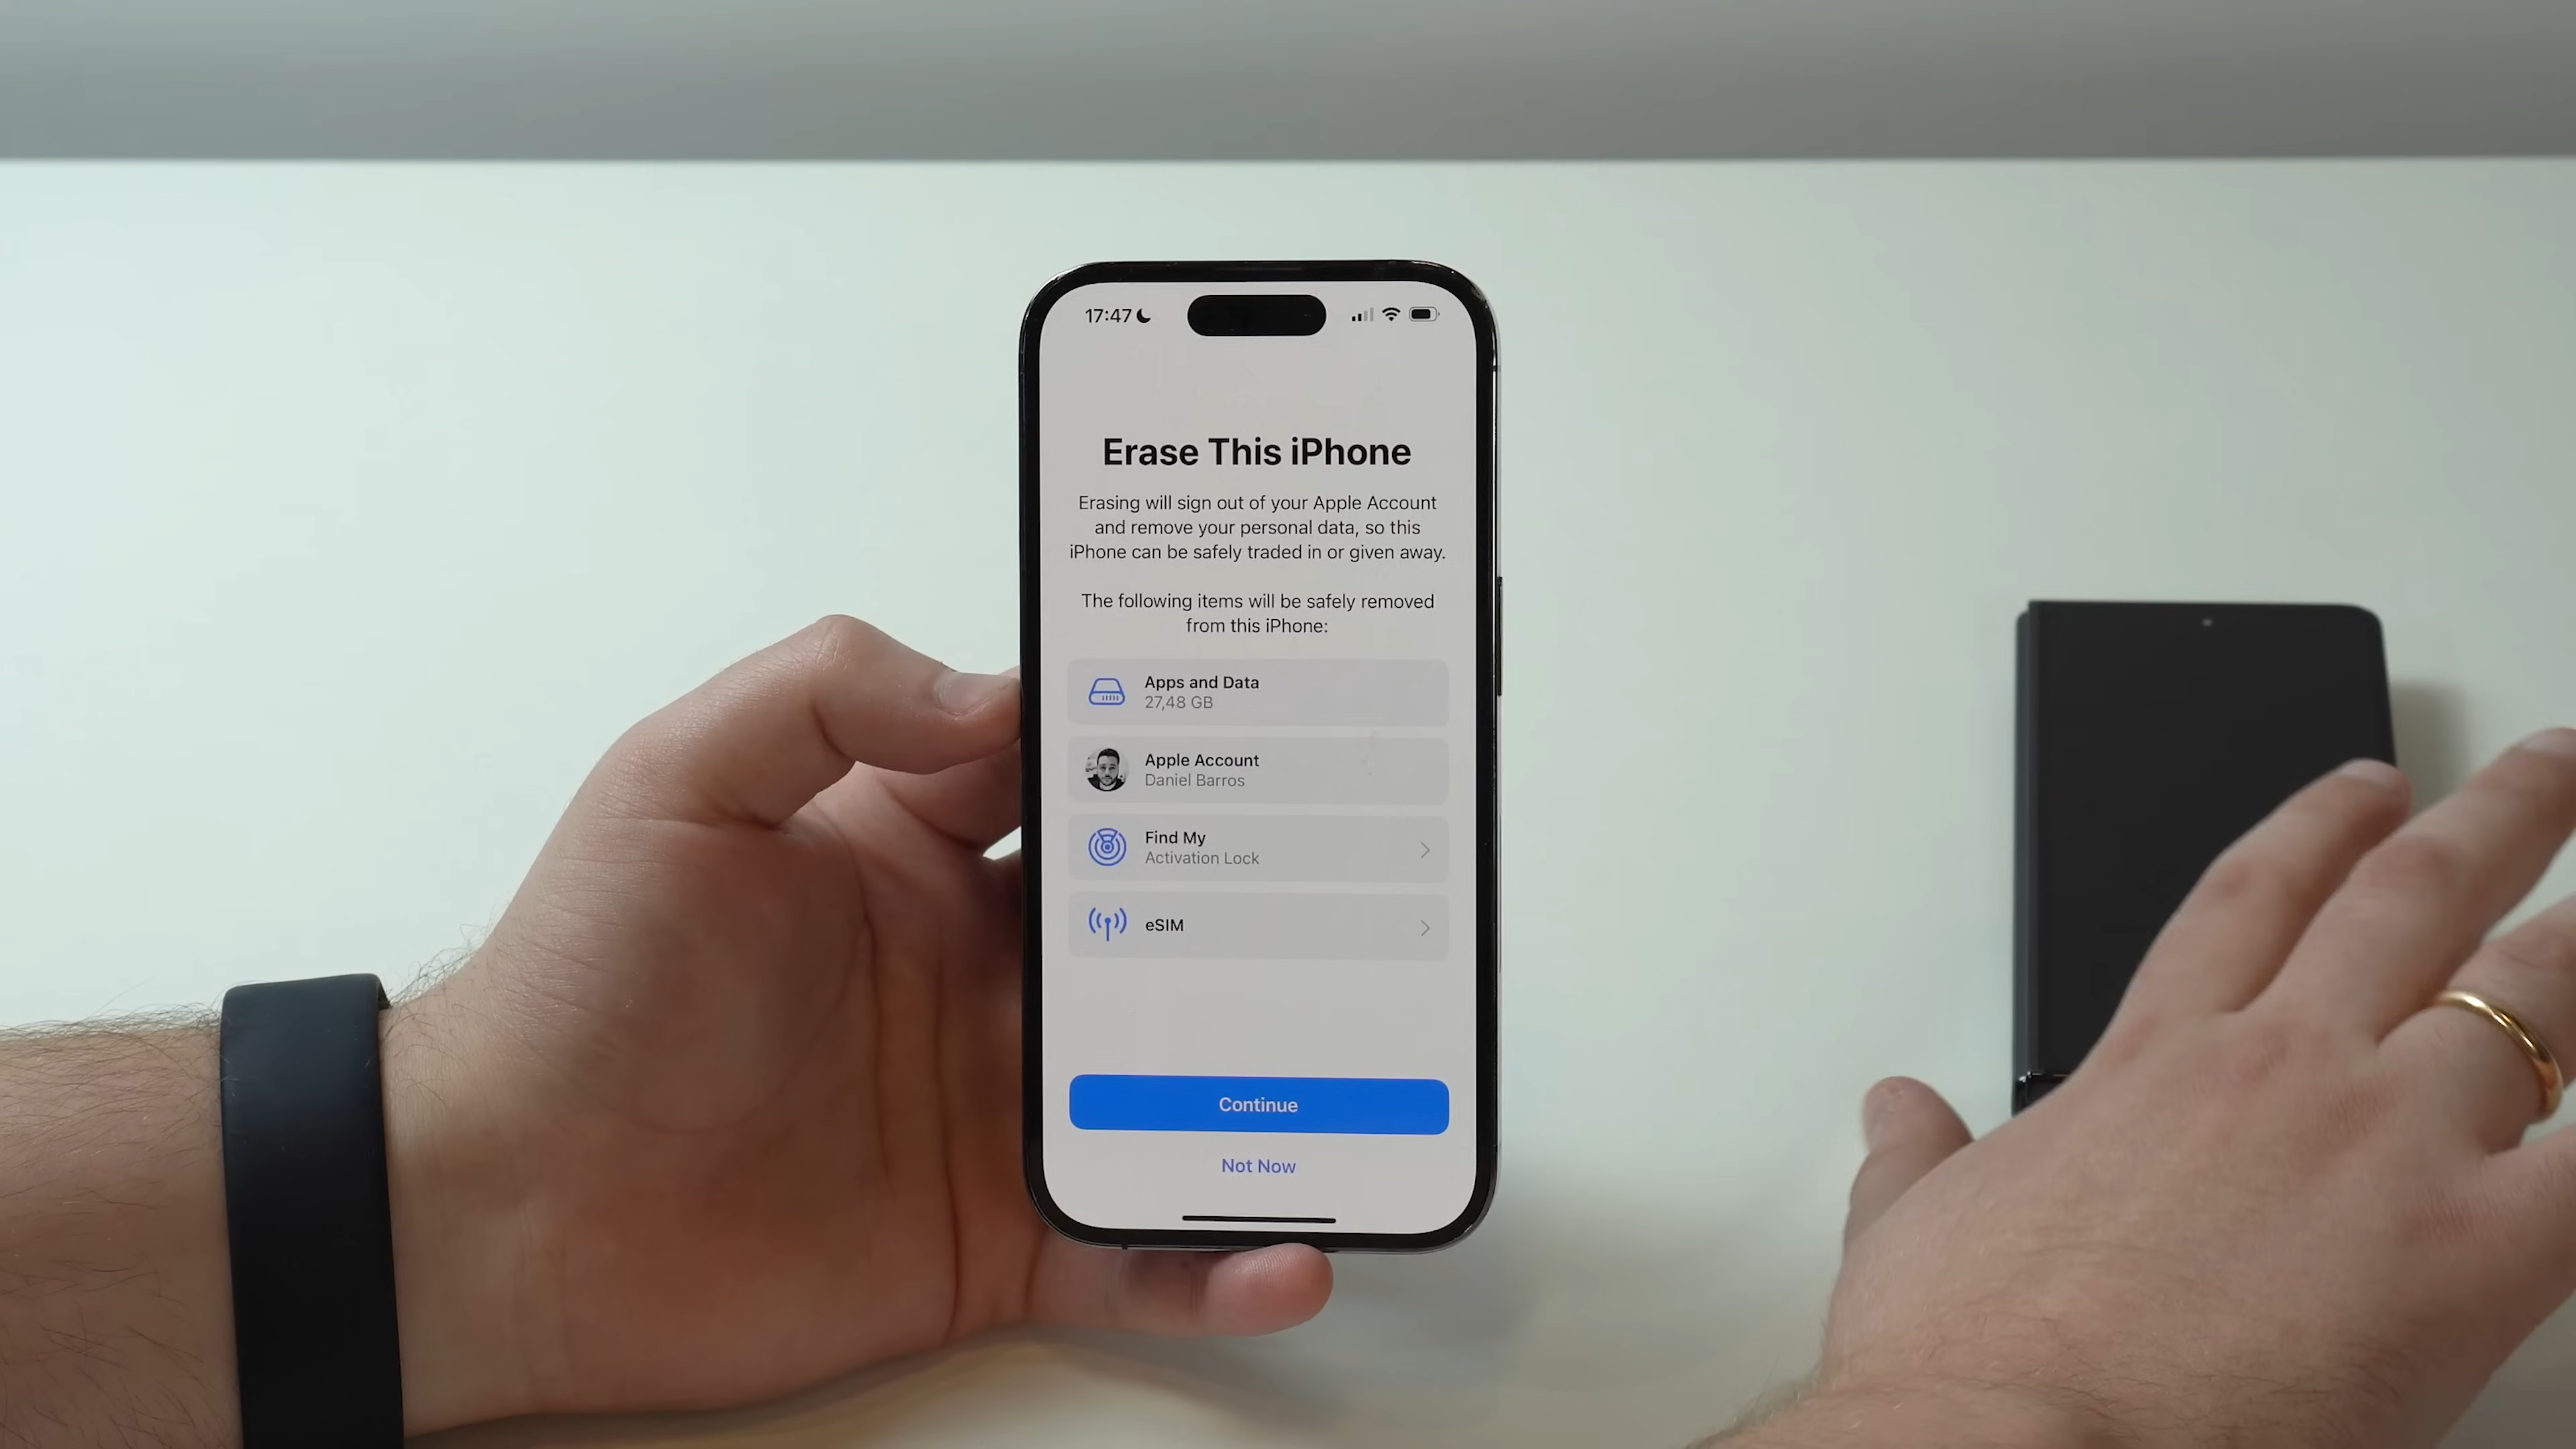 17:47
Erase This iPhone
Erasing will sign out of your Apple Account
and remove your personal data, so this
iPhone can be safely traded in or given away.
The following items will be safely removed
from this iPhone:
Apps and Data
27,48 GB
Apple Account
Daniel Barros
Find My
Activation Lock
eSIM
Continue
Not Now